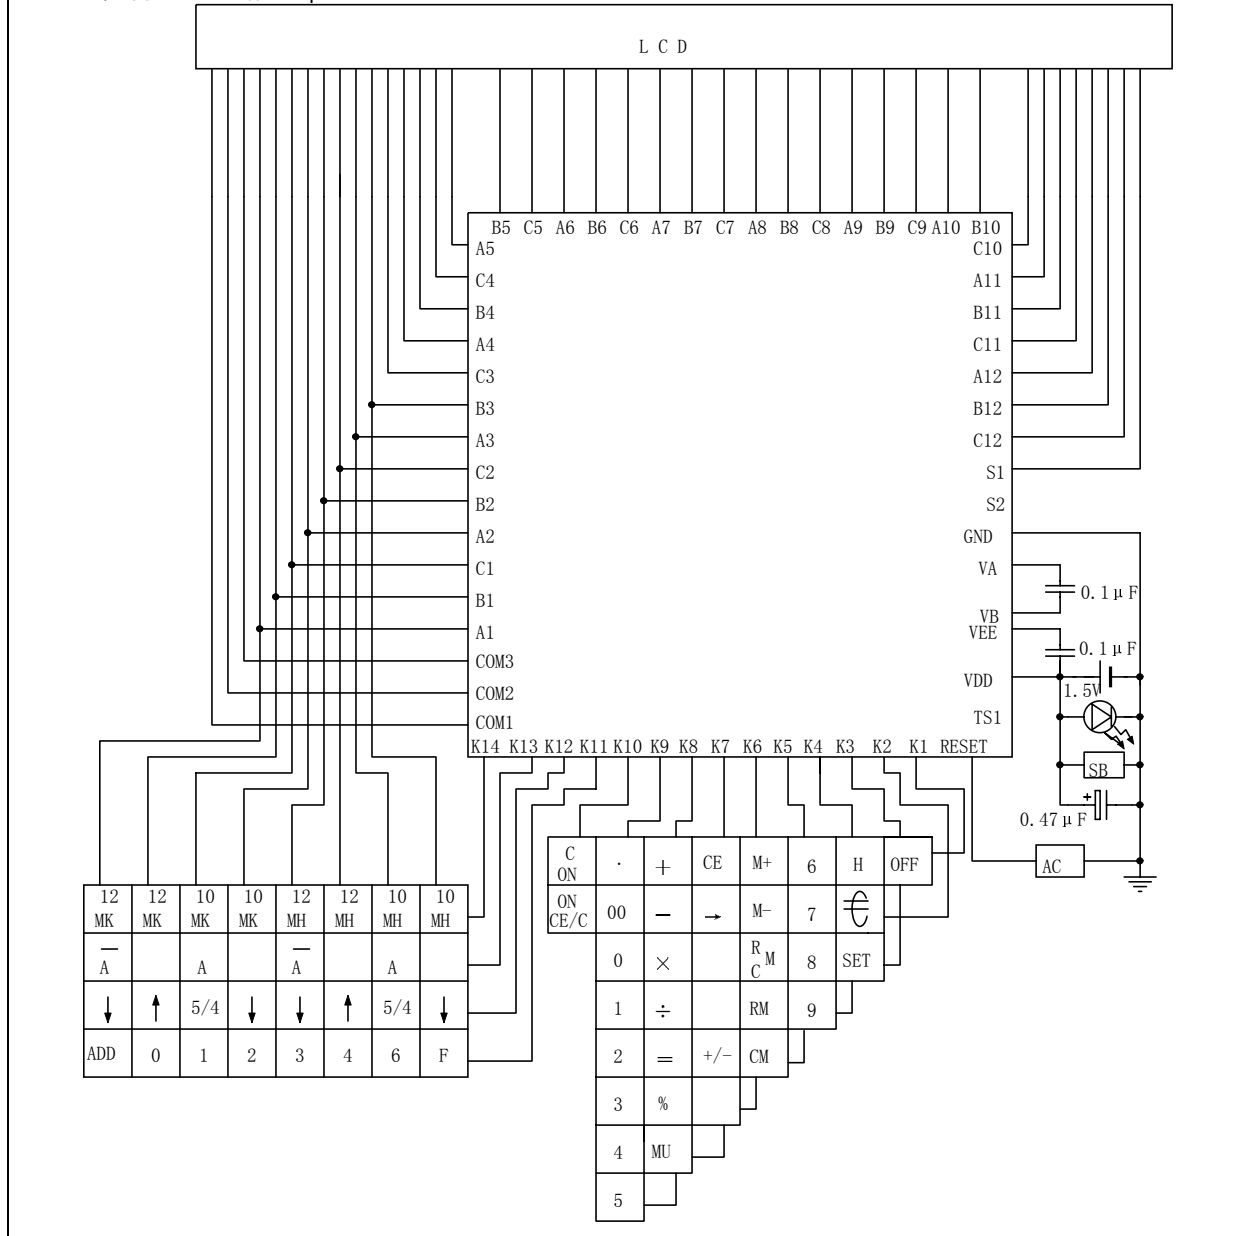 L C D
B5 C5 A6 B6 C6 A7 B7 C7 A8 B8 C8 A9 B9 C9 A10 B10
A5 C10
C4 A11
B4 B11
A4 C11
C3 A12
B3 B12
A3 C12
C2 S1
B2 S2
A2 GND
C1 VA
0.1μF
B1 VB
A1 VEE
0.1μF
COM3
COM2 VDD
1.5V
COM1 TS1
K14 K13 K12 K11 K10 K9 K8 K7 K6 K5 K4 K3 K2 K1 RESET
SB
+
0.47μF
AC
C ON · + CE M+ 6 H OFF
ON CE/C 00 − → M- 7 €
0 × R C M 8 SET
1 ÷ RM 9
2 = +/- CM
3 %
4 MU
5
12 12 10 10 12 12 10 10
MK MK MK MK MH MH MH MH
A A A A
↓ ↑ 5/4 ↓ ↓ ↑ 5/4 ↓
ADD 0 1 2 3 4 6 F